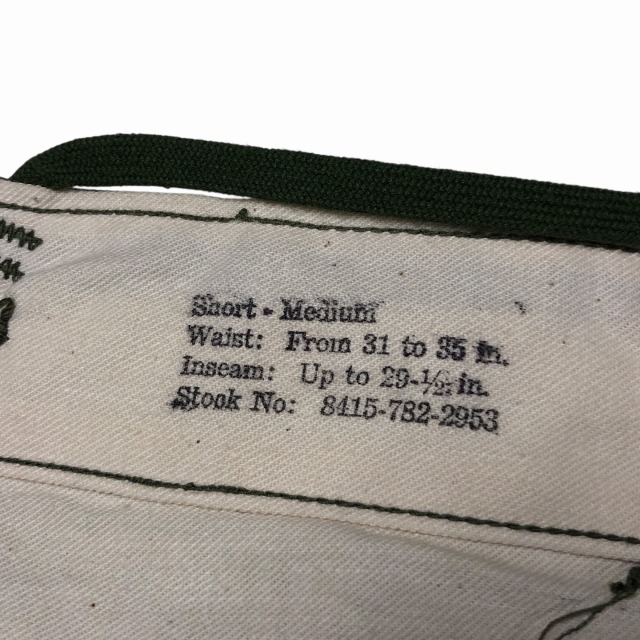 Short - Medium
Waist: From 31 to 35 in.
Inseam: Up to 29-½ in.
Stock No: 8415-782-2953